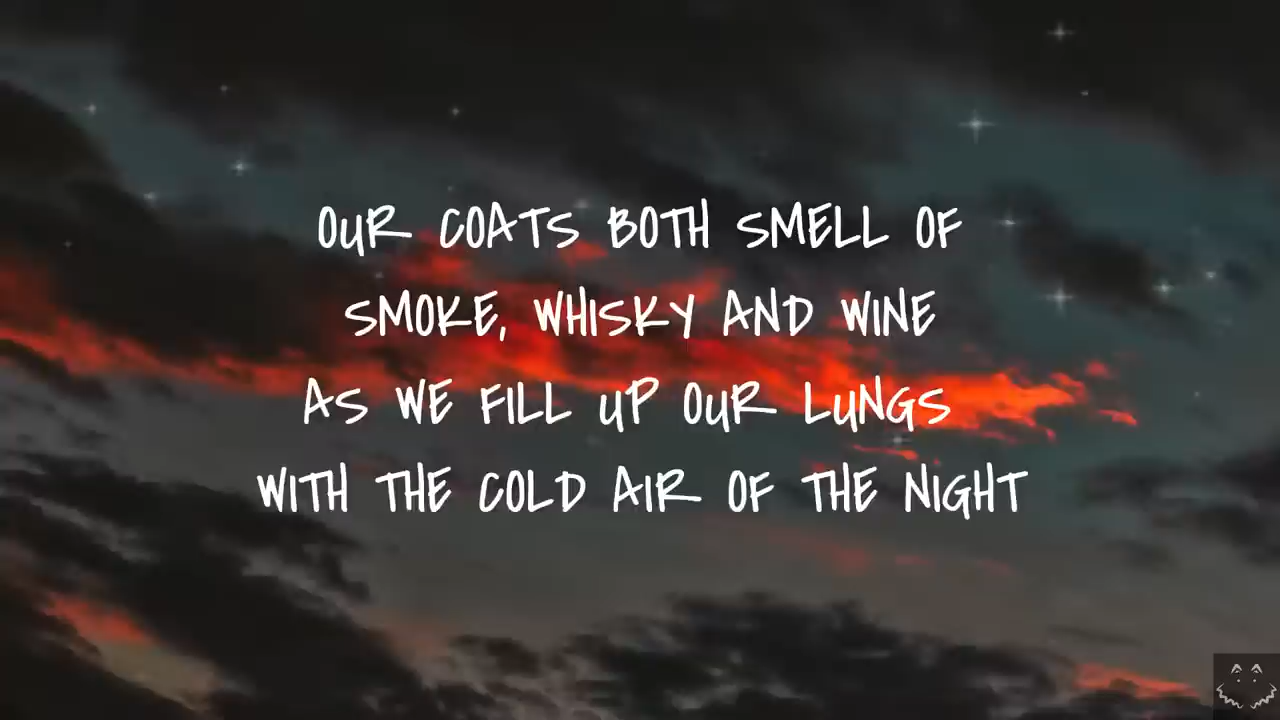 OUR COATS BOTH SMELL OF
SMOKE, WHISKY AND WINE
AS WE FILL UP OUR LUNGS
WITH THE COLD AIR OF THE NIGHT